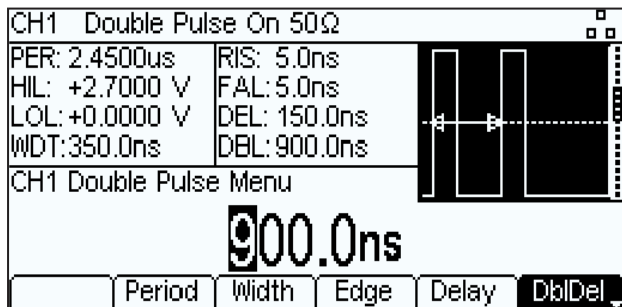 CH1 Double Pulse On 50Ω
PER: 2.4500us RIS: 5.0ns
HIL: +2.7000 V FAL: 5.0ns
LOL: +0.0000 V DEL: 150.0ns
WDT: 350.0ns DBL: 900.0ns
CH1 Double Pulse Menu
900.0ns
Period Width Edge Delay DblDel